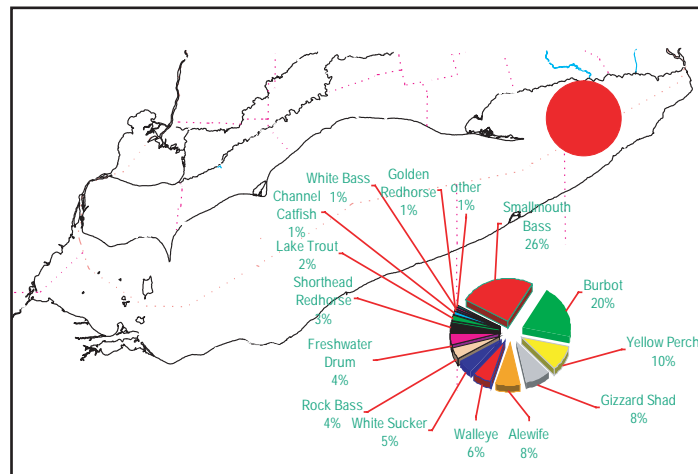 White Bass
1%
Golden
Redhorse
1%
other
1%
Smallmouth
Bass
26%
Channel
Catfish
1%
Lake Trout
2%
Shorthead
Redhorse
3%
Burbot
20%
Freshwater
Drum
4%
Yellow Perch
10%
Rock Bass
4%
White Sucker
5%
Walleye
6%
Alewife
8%
Gizzard Shad
8%